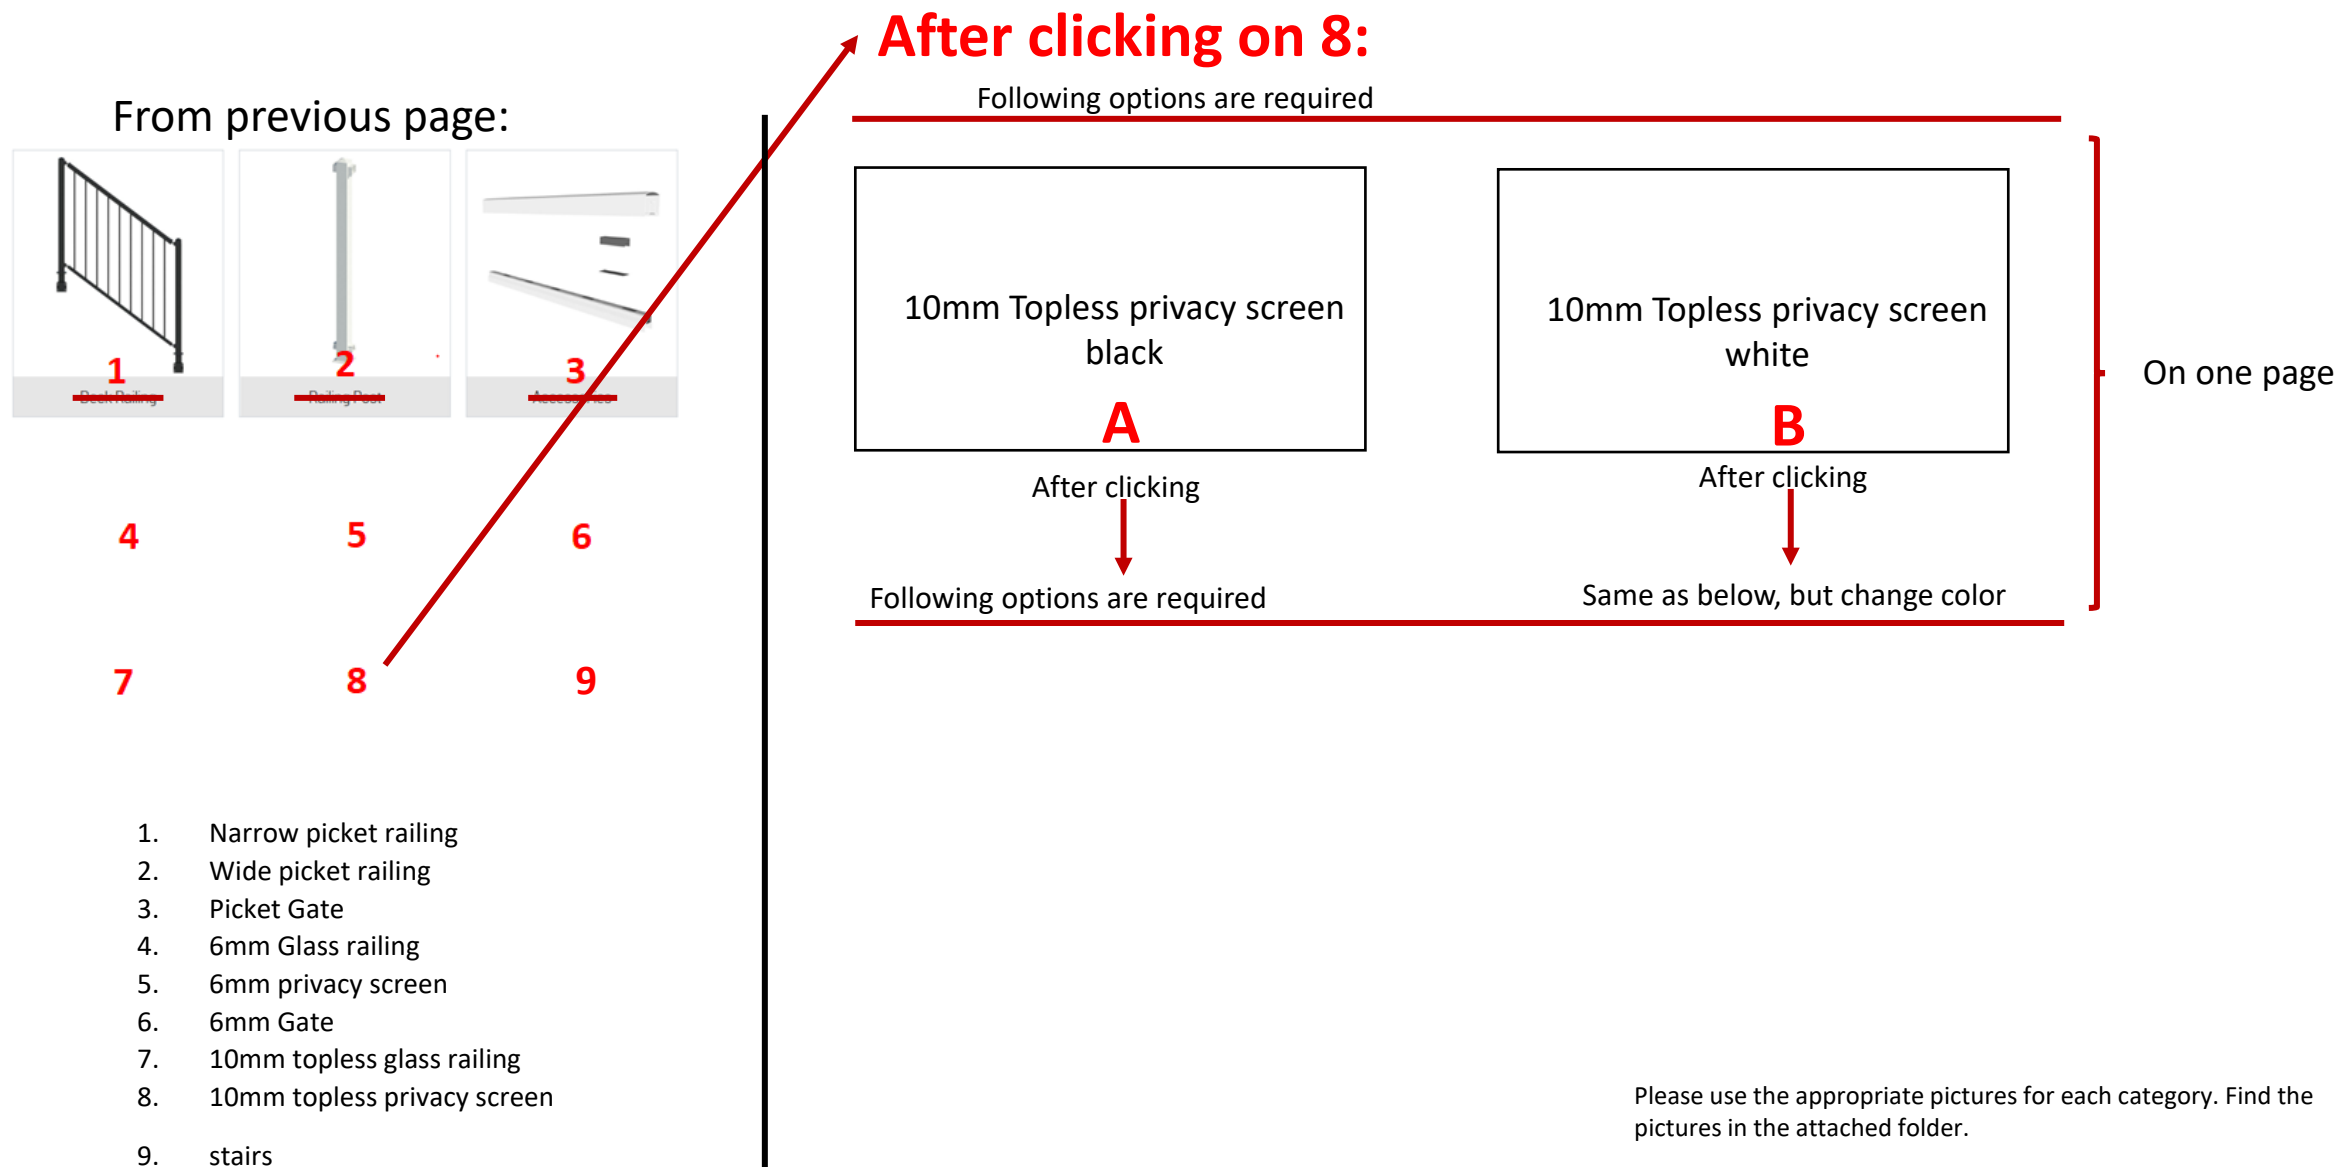 After clicking on 8:
Following options are required
From previous page:
1
2
3
Deck Railing
Railing Post
Accessories
4
5
6
7
8
9
1. Narrow picket railing
2. Wide picket railing
3. Picket Gate
4. 6mm Glass railing
5. 6mm privacy screen
6. 6mm Gate
7. 10mm topless glass railing
8. 10mm topless privacy screen
9. stairs
10mm Topless privacy screen
black
A
After clicking
Following options are required
10mm Topless privacy screen
white
B
After clicking
Same as below, but change color
On one page
Please use the appropriate pictures for each category. Find the
pictures in the attached folder.